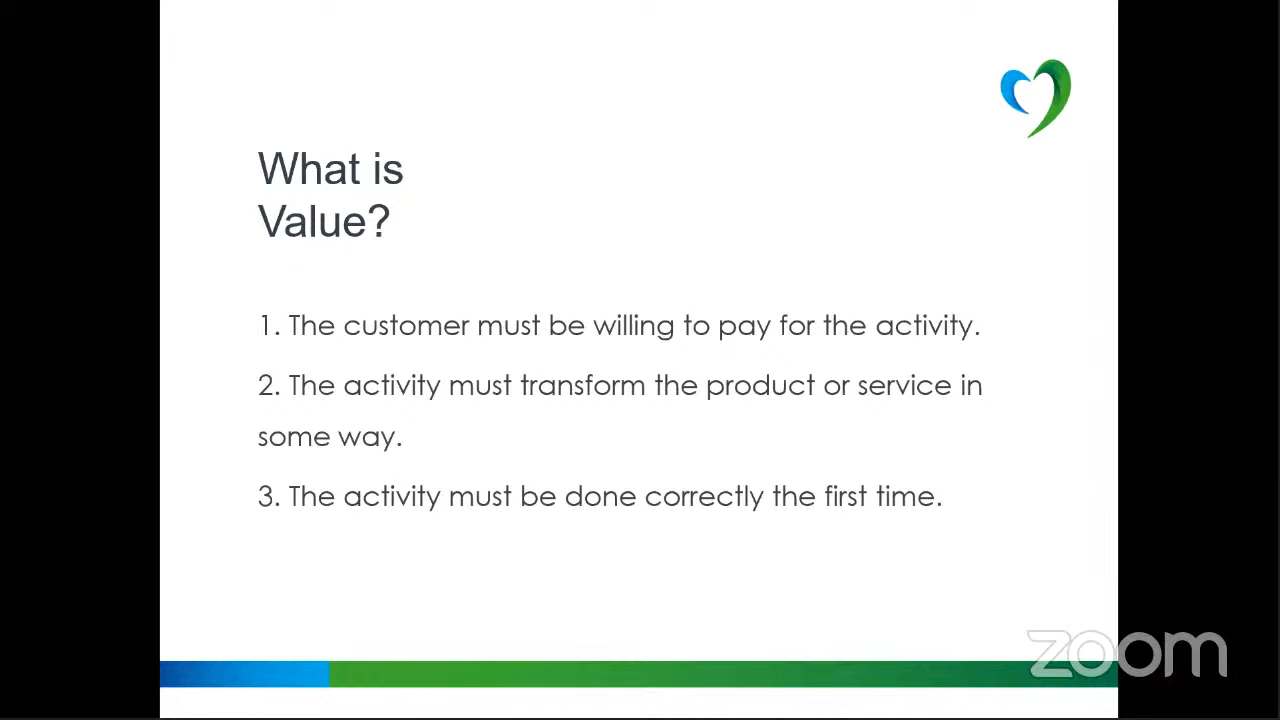 What is
Value?
1. The customer must be willing to pay for the activity.
2. The activity must transform the product or service in
some way.
3. The activity must be done correctly the first time.
zoom